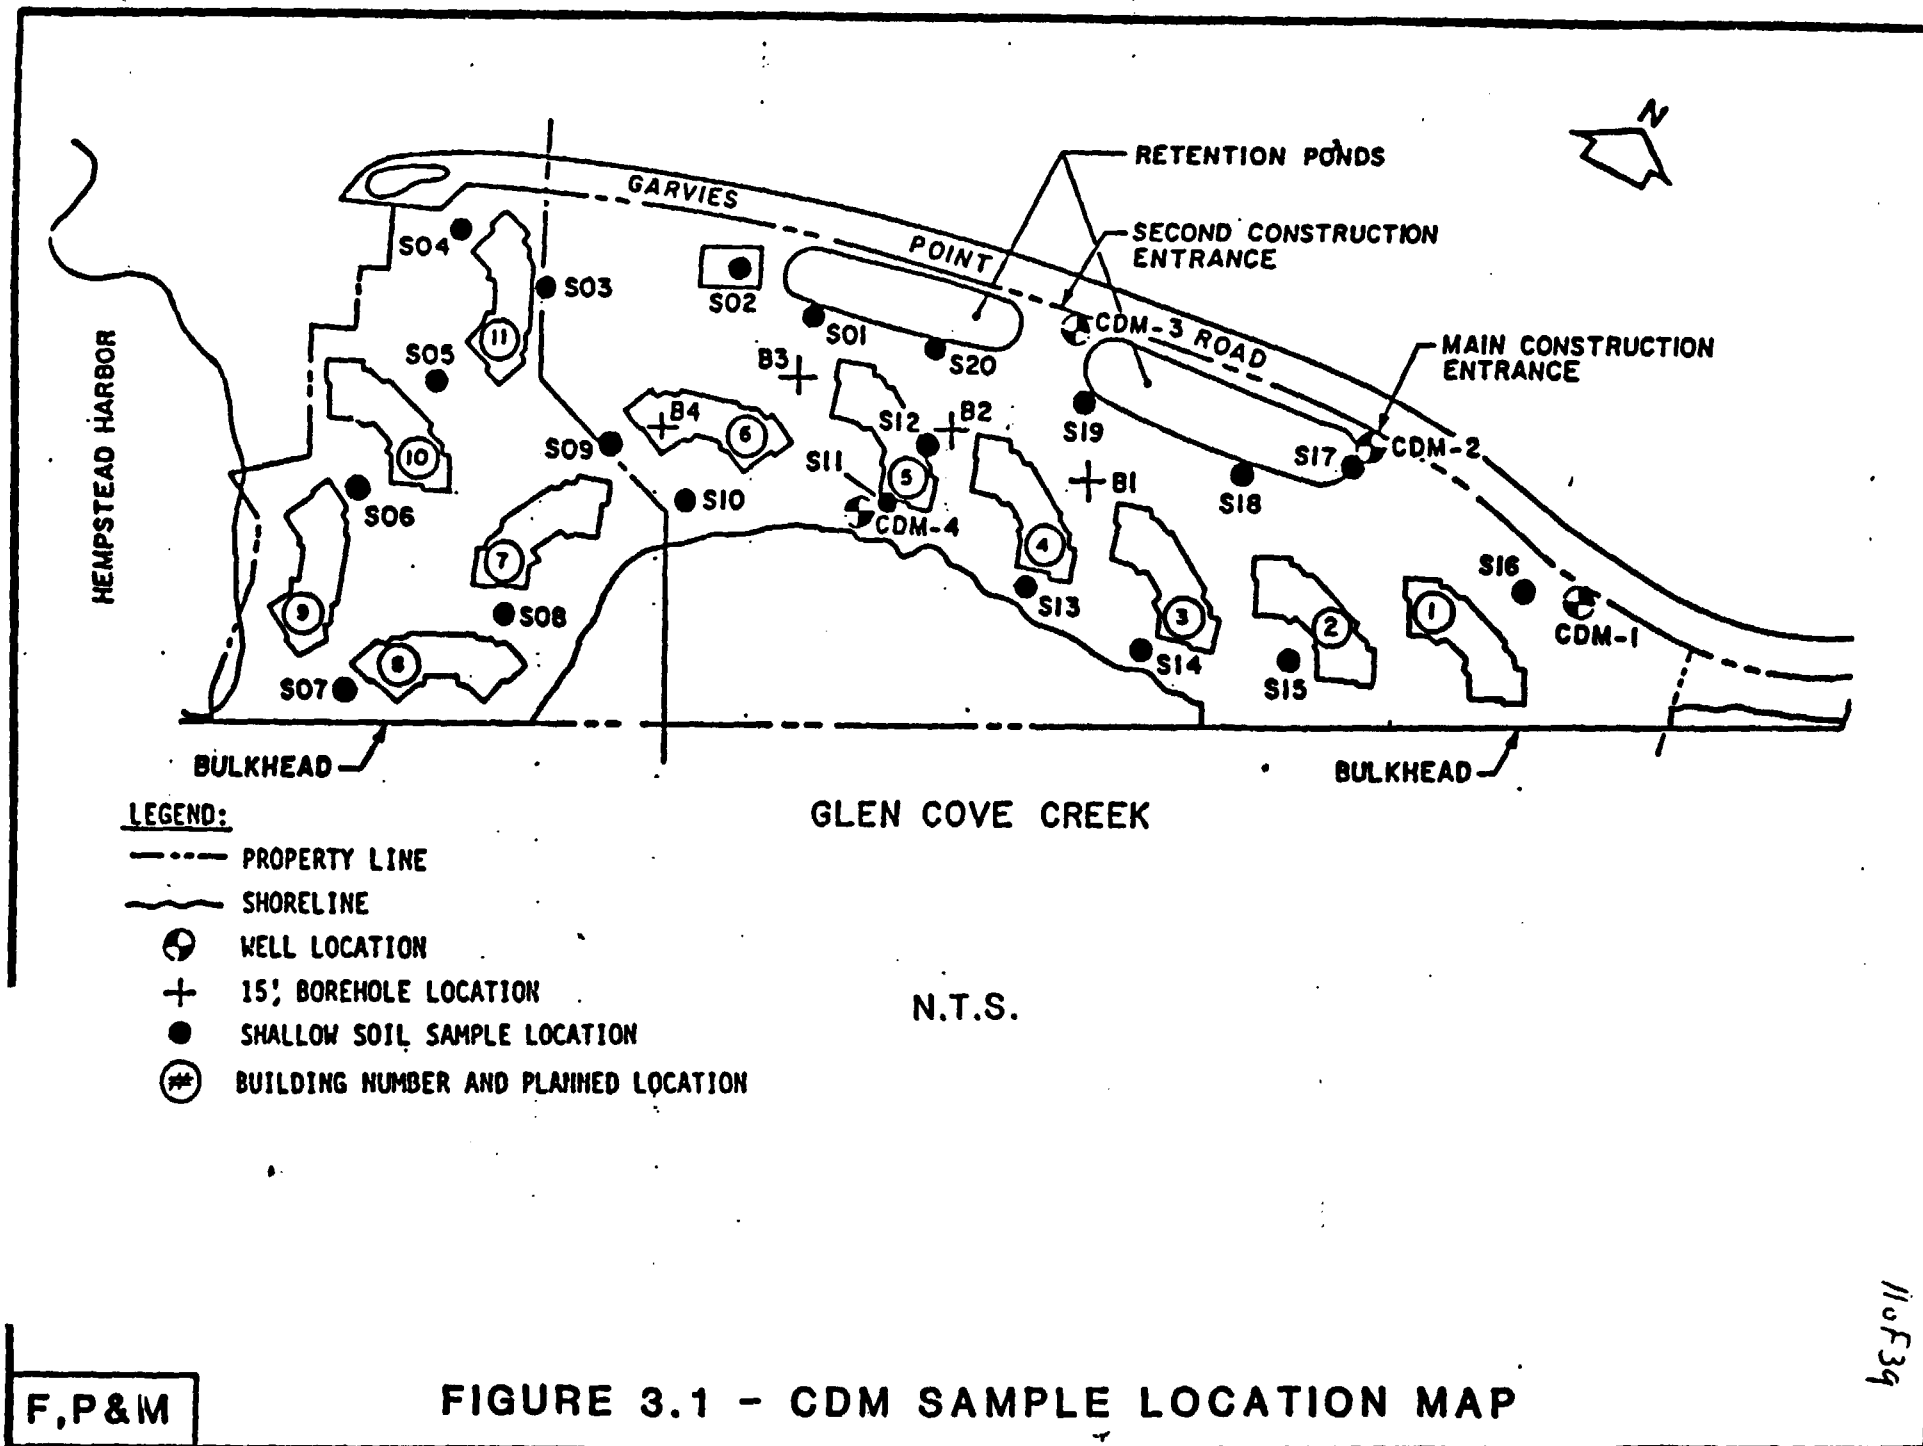 N
RETENTION PONDS
GARVIES
POINT
ROAD
SECOND CONSTRUCTION
ENTRANCE
MAIN CONSTRUCTION
ENTRANCE
HEMPSTEAD HARBOR
S04
S03
S02
S01
S20
CDM-3
11
S05
B3
B4
6
S12
B2
S19
S17
CDM-2
10
S09
S11
5
B1
S18
S06
S10
CDM-4
7
4
S16
9
S08
S13
3
2
1
CDM-1
8
S07
S14
S15
BULKHEAD
BULKHEAD
GLEN COVE CREEK
LEGEND:
PROPERTY LINE
SHORELINE
WELL LOCATION
15' BOREHOLE LOCATION
SHALLOW SOIL SAMPLE LOCATION
# BUILDING NUMBER AND PLANNED LOCATION
N.T.S.
11 of 39
F,P&M
FIGURE 3.1 - CDM SAMPLE LOCATION MAP